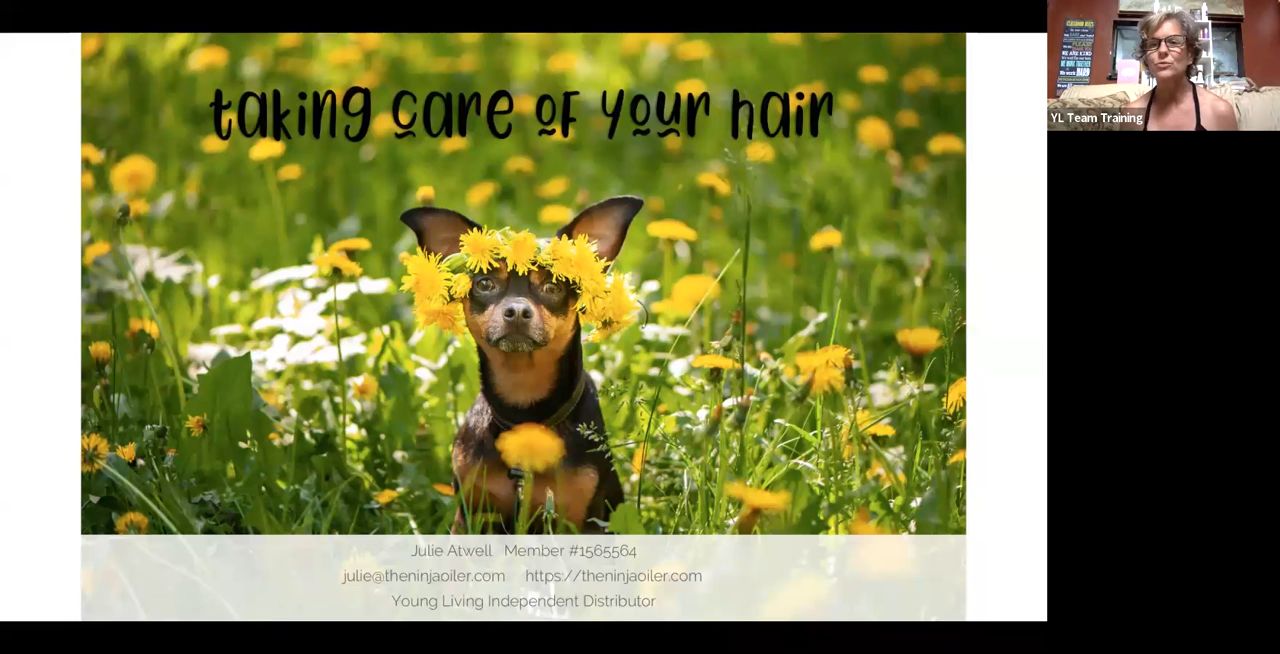 taking care of your hair
Julie Atwell Member #1565564
julie@theninjaoiler.com https://theninjaoiler.com
Young Living Independent Distributor
YL Team Training